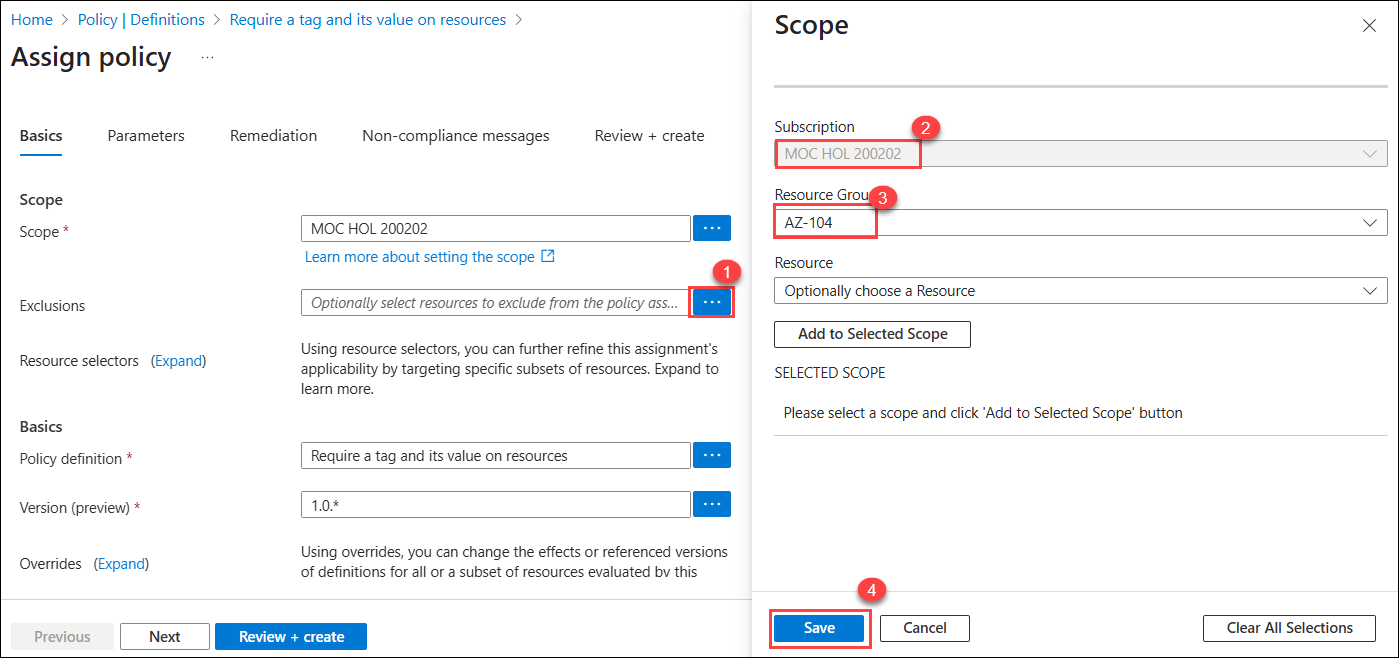 Home > Policy | Definitions > Require a tag and its value on resources >
Assign policy ...
Basics Parameters Remediation Non-compliance messages Review + create
Scope
Scope * MOC HOL 200202 ...
Learn more about setting the scope
1
Exclusions Optionally select resources to exclude from the policy ass... ...
Resource selectors (Expand) Using resource selectors, you can further refine this assignment's
applicability by targeting specific subsets of resources. Expand to
learn more.
Basics
Policy definition * Require a tag and its value on resources ...
Version (preview) * 1.0.* ...
Overrides (Expand) Using overrides, you can change the effects or referenced versions
of definitions for all or a subset of resources evaluated by this
Previous Next Review + create
Scope
Subscription 2
MOC HOL 200202
Resource Grou 3
AZ-104
Resource
Optionally choose a Resource
Add to Selected Scope
SELECTED SCOPE
Please select a scope and click 'Add to Selected Scope' button
4
Save Cancel Clear All Selections